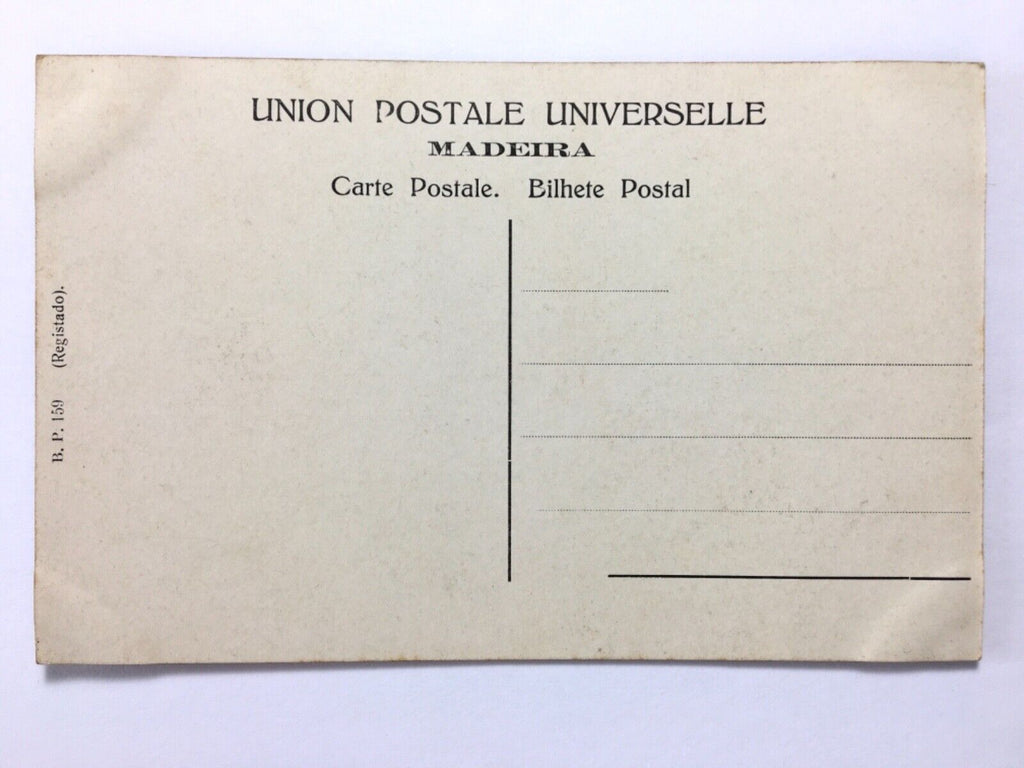 UNION POSTALE UNIVERSELLE
MADEIRA
Carte Postale. Bilhete Postal
B. P. 159 (Registado).